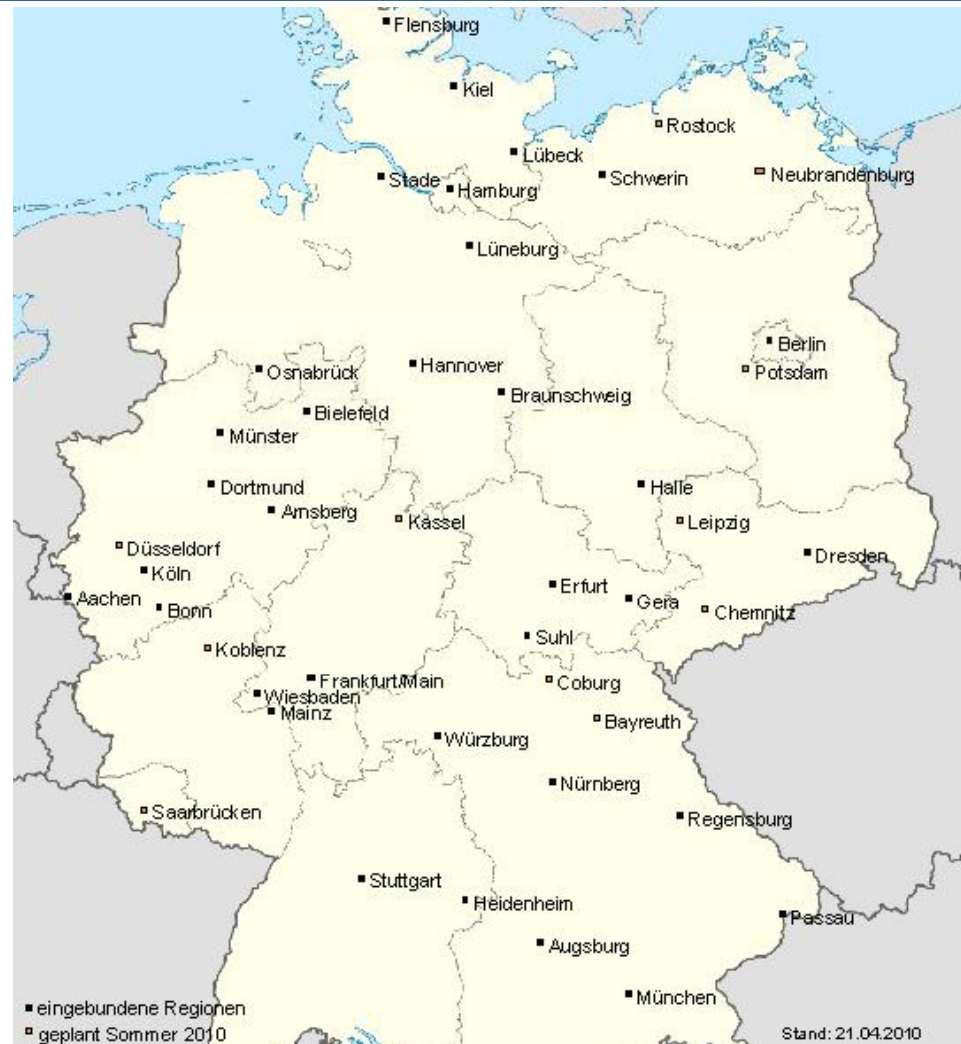 Flensburg
Kiel
Rostock
Lübeck
Neubrandenburg
Schwerin
Stade
Hamburg
Lüneburg
Berlin
Hannover
Osnabrück
Potsdam
Braunschweig
Bielefeld
Münster
Dortmund
Halle
Arnsberg
Kassel
Leipzig
Düsseldorf
Dresden
Köln
Erfurt
Aachen
Gera
Bonn
Chemnitz
Suhl
Koblenz
Frankfurt/Main
Coburg
Wiesbaden
Mainz
Bayreuth
Würzburg
Nürnberg
Saarbrücken
Regensburg
Stuttgart
Heidenheim
Passau
Augsburg
München
eingebundene Regionen
geplant Sommer 2010
Stand: 21.04.2010